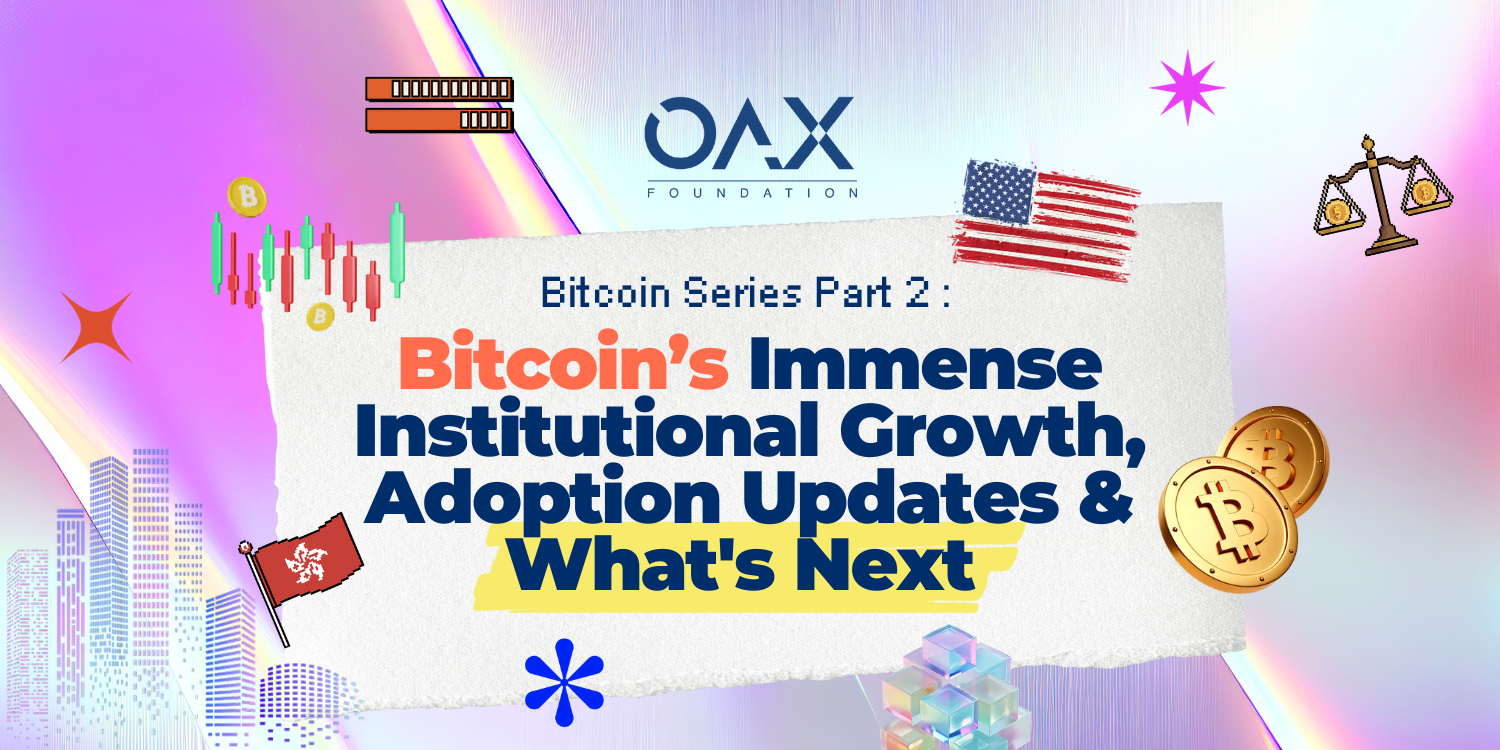 OAX
FOUNDATION
Bitcoin Series Part 2 :
Bitcoin’s Immense
Institutional Growth,
Adoption Updates &
What's Next